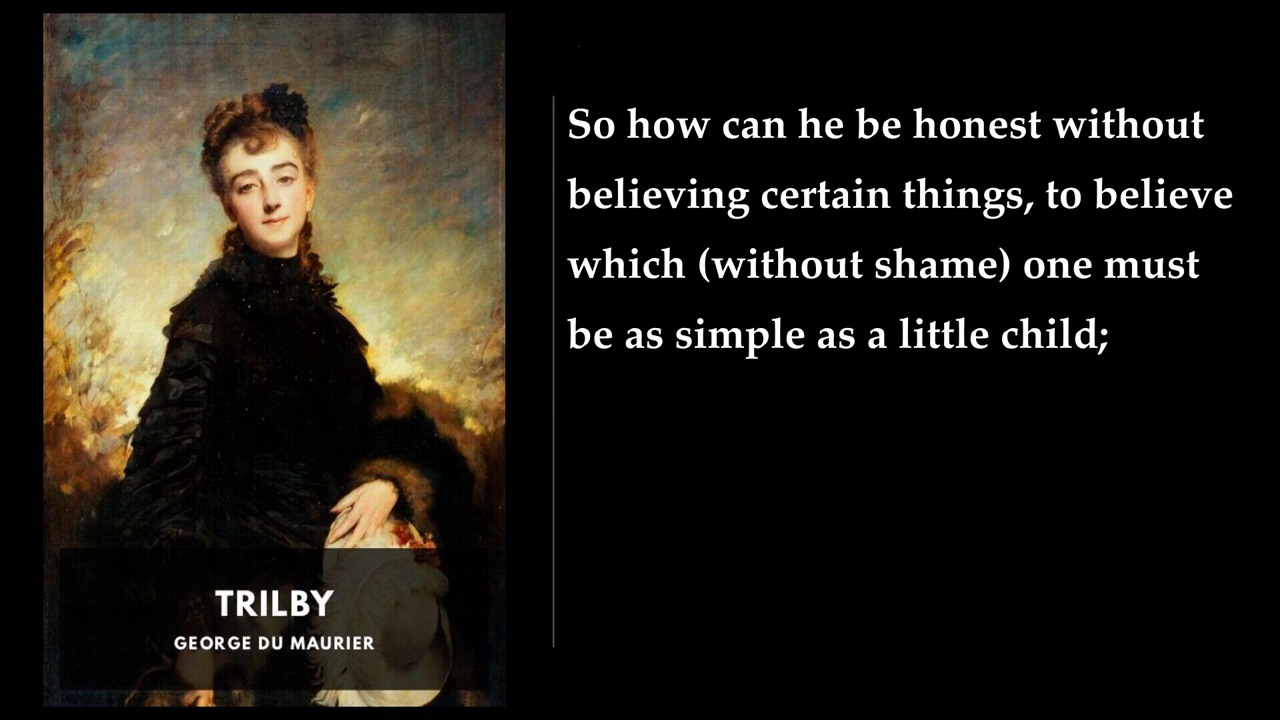 TRILBY
GEORGE DU MAURIER
So how can he be honest without
believing certain things, to believe
which (without shame) one must
be as simple as a little child;